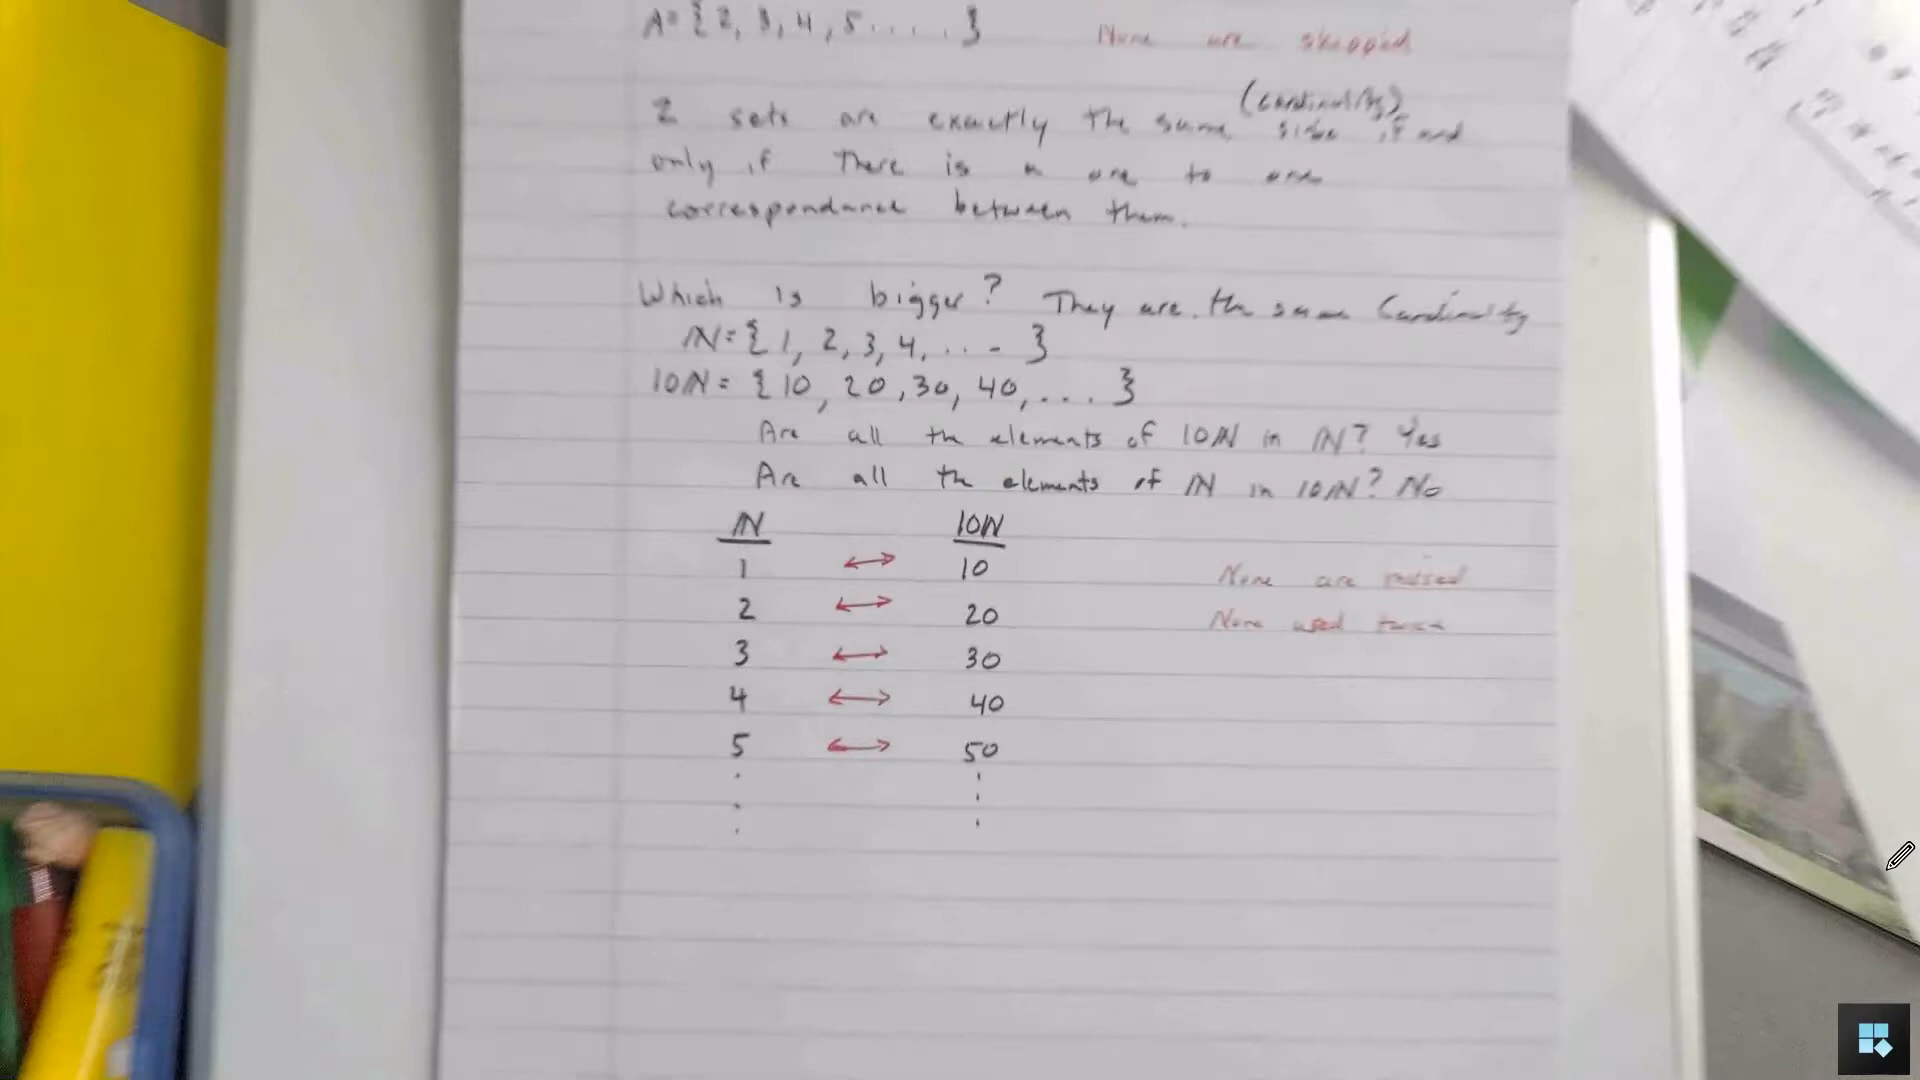 A = { 2, 3, 4, 5 . . . . . } None are skipped
(cardinality)
2 sets are exactly the same size if and
only if there is a one to one
correspondance between them.
Which is bigger? They are the same Cardinality
ℕ = { 1, 2, 3, 4, . . . }
10ℕ = { 10, 20, 30, 40, . . . }
Are all the elements of 10ℕ in ℕ? Yes
Are all the elements of ℕ in 10ℕ? No
ℕ 10ℕ
1 ↔ 10 None are missed
2 ↔ 20 None used twice
3 ↔ 30
4 ↔ 40
5 ↔ 50